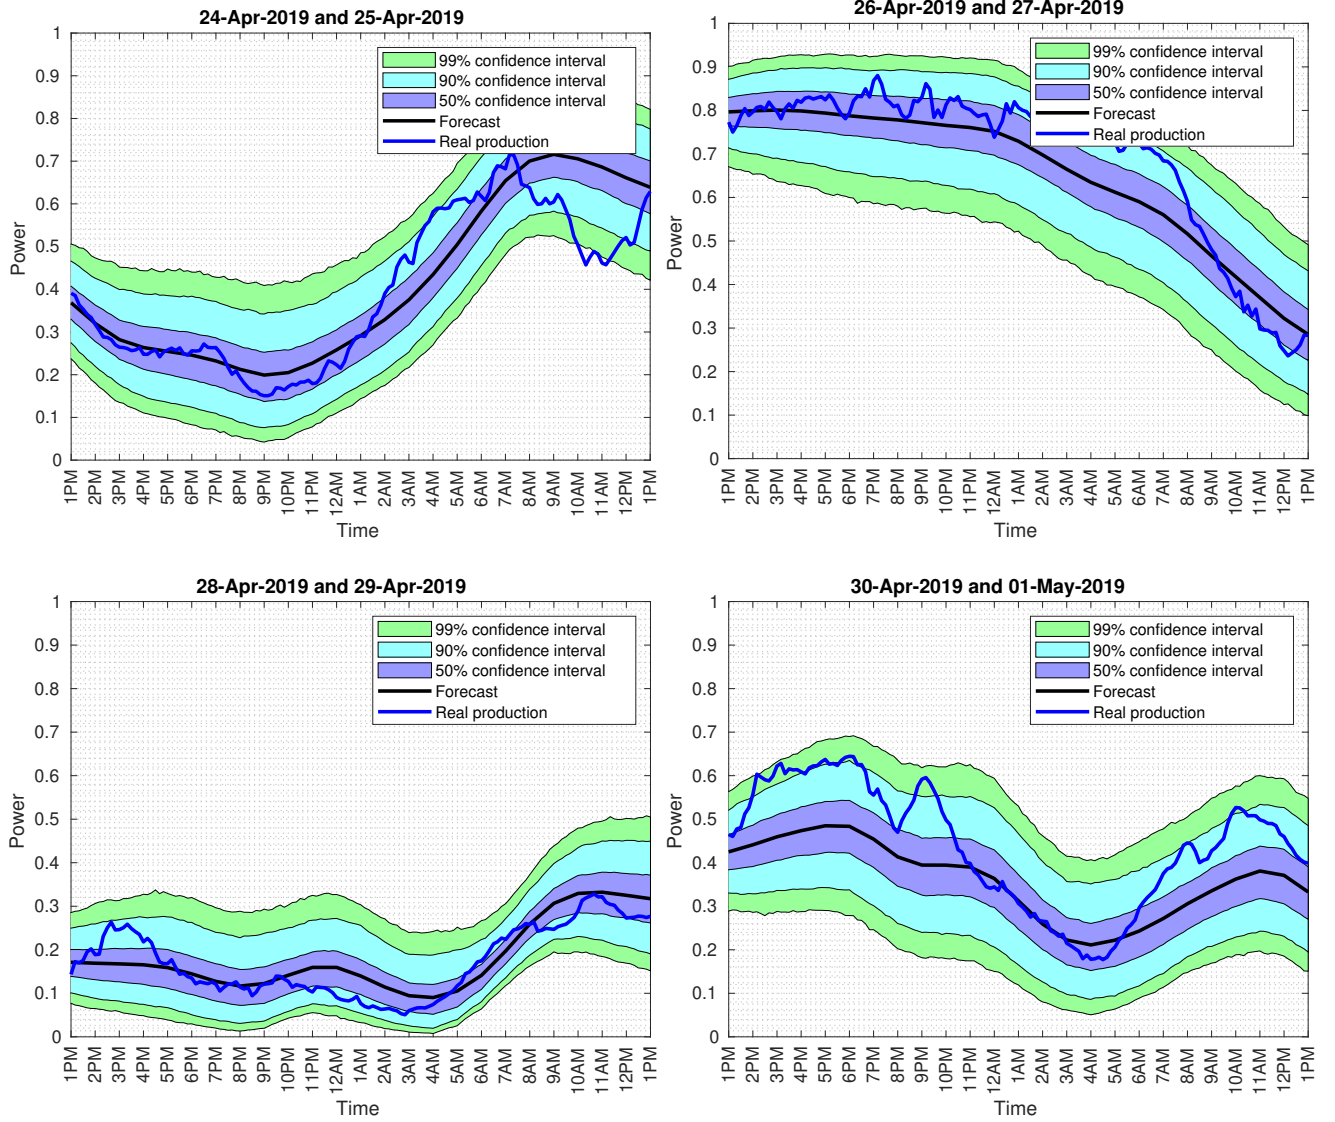 24-Apr-2019 and 25-Apr-2019
1
0.9
0.8
0.7
0.6
0.5
0.4
0.3
0.2
0.1
0
Power
99% confidence interval
90% confidence interval
50% confidence interval
Forecast
Real production
1PM 2PM 3PM 4PM 5PM 6PM 7PM 8PM 9PM 10PM 11PM 12AM 1AM 2AM 3AM 4AM 5AM 6AM 7AM 8AM 9AM 10AM 11AM 12PM 1PM
Time
26-Apr-2019 and 27-Apr-2019
1
0.9
0.8
0.7
0.6
0.5
0.4
0.3
0.2
0.1
0
Power
99% confidence interval
90% confidence interval
50% confidence interval
Forecast
Real production
1PM 2PM 3PM 4PM 5PM 6PM 7PM 8PM 9PM 10PM 11PM 12AM 1AM 2AM 3AM 4AM 5AM 6AM 7AM 8AM 9AM 10AM 11AM 12PM 1PM
Time
28-Apr-2019 and 29-Apr-2019
1
0.9
0.8
0.7
0.6
0.5
0.4
0.3
0.2
0.1
0
Power
99% confidence interval
90% confidence interval
50% confidence interval
Forecast
Real production
1PM 2PM 3PM 4PM 5PM 6PM 7PM 8PM 9PM 10PM 11PM 12AM 1AM 2AM 3AM 4AM 5AM 6AM 7AM 8AM 9AM 10AM 11AM 12PM 1PM
Time
30-Apr-2019 and 01-May-2019
1
0.9
0.8
0.7
0.6
0.5
0.4
0.3
0.2
0.1
0
Power
99% confidence interval
90% confidence interval
50% confidence interval
Forecast
Real production
1PM 2PM 3PM 4PM 5PM 6PM 7PM 8PM 9PM 10PM 11PM 12AM 1AM 2AM 3AM 4AM 5AM 6AM 7AM 8AM 9AM 10AM 11AM 12PM 1PM
Time